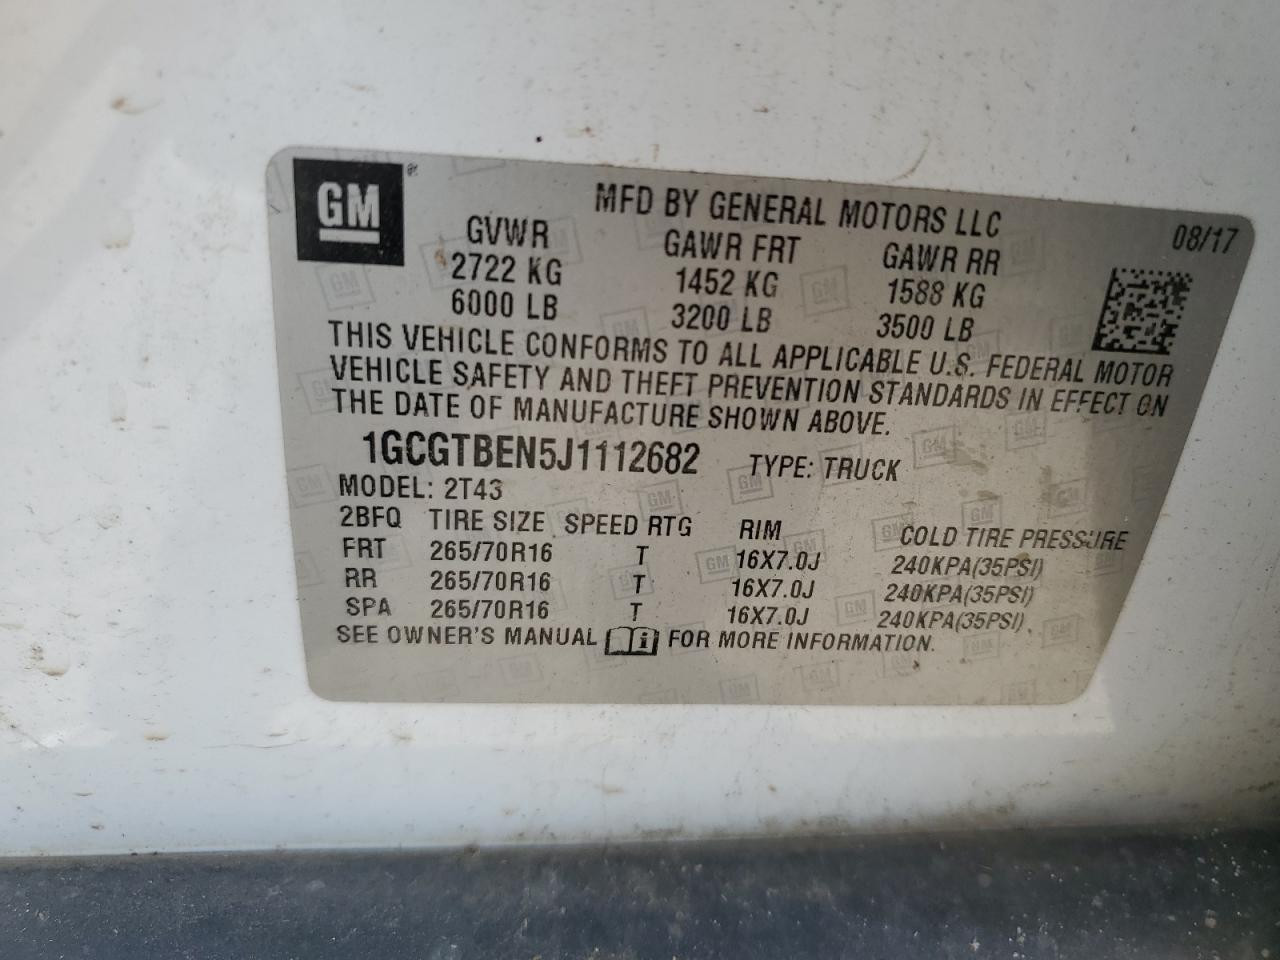 GM
MFD BY GENERAL MOTORS LLC
08/17
GVWR GAWR FRT GAWR RR
2722 KG 1452 KG 1588 KG
6000 LB 3200 LB 3500 LB
THIS VEHICLE CONFORMS TO ALL APPLICABLE U.S. FEDERAL MOTOR
VEHICLE SAFETY AND THEFT PREVENTION STANDARDS IN EFFECT ON
THE DATE OF MANUFACTURE SHOWN ABOVE.
1GCGTBEN5J1112682 TYPE: TRUCK
MODEL: 2T43
2BFQ TIRE SIZE SPEED RTG RIM COLD TIRE PRESSURE
FRT 265/70R16 T 16X7.0J 240KPA(35PSI)
RR 265/70R16 T 16X7.0J 240KPA(35PSI)
SPA 265/70R16 T 16X7.0J 240KPA(35PSI)
SEE OWNER'S MANUAL FOR MORE INFORMATION.